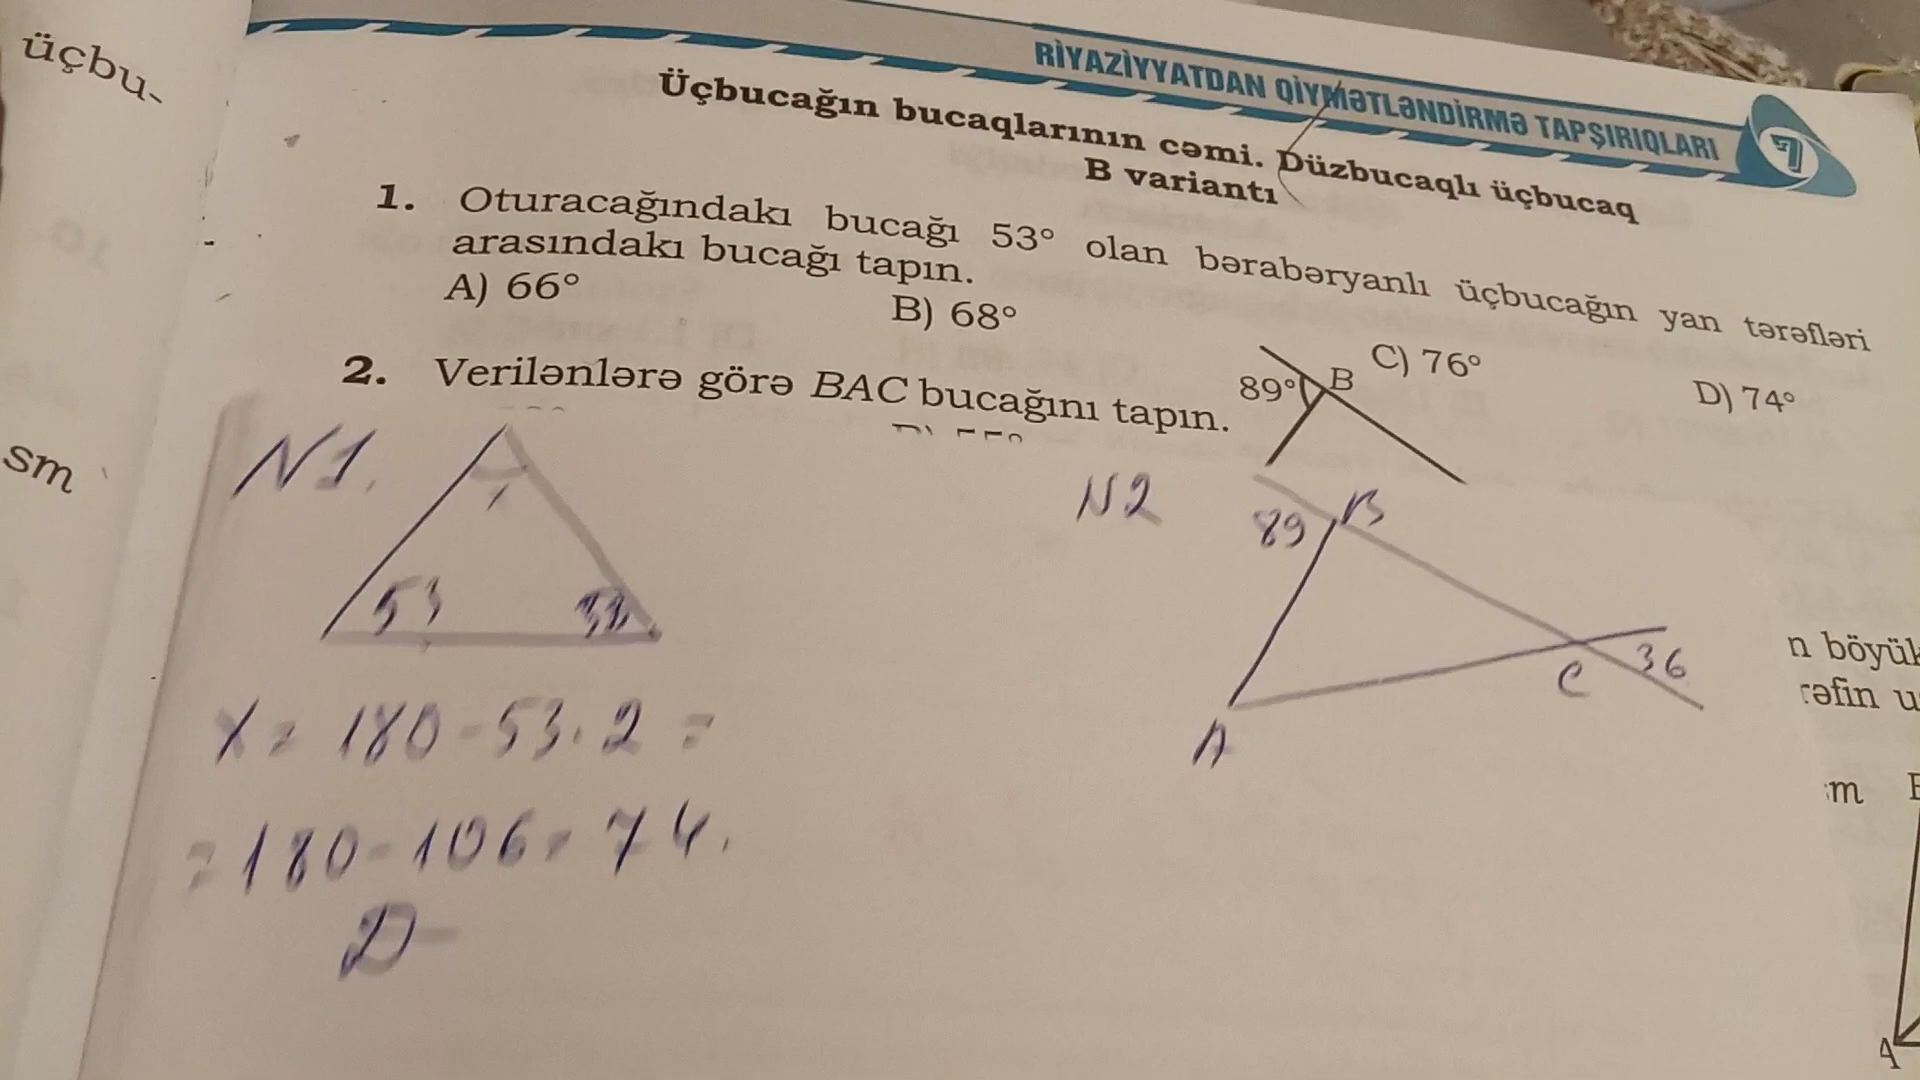 üçbu-
RİYAZİYYATDAN QİYMƏTLƏNDİRMƏ TAPŞIRIQLARI 7
Üçbucağın bucaqlarının cəmi. Düzbucaqlı üçbucaq
B variantı
1. Oturacağındakı bucağı 53° olan bərabəryanlı üçbucağın yan tərəfləri
arasındakı bucağı tapın.
A) 66° B) 68° C) 76° D) 74°
2. Verilənlərə görə BAC bucağını tapın.
89° B
sm
N1.
x
53
N2
89 B
C 36
A
x = 180 - 53 · 2 =
= 180 - 106 = 74.
D
n böyük
rəfin u
m
A